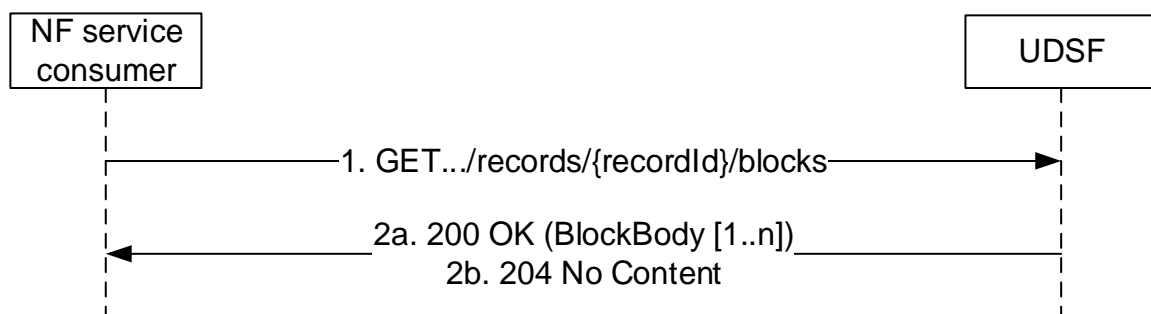 NF service
consumer
UDSF
1. GET.../records/{recordId}/blocks
2a. 200 OK (BlockBody [1..n])
2b. 204 No Content